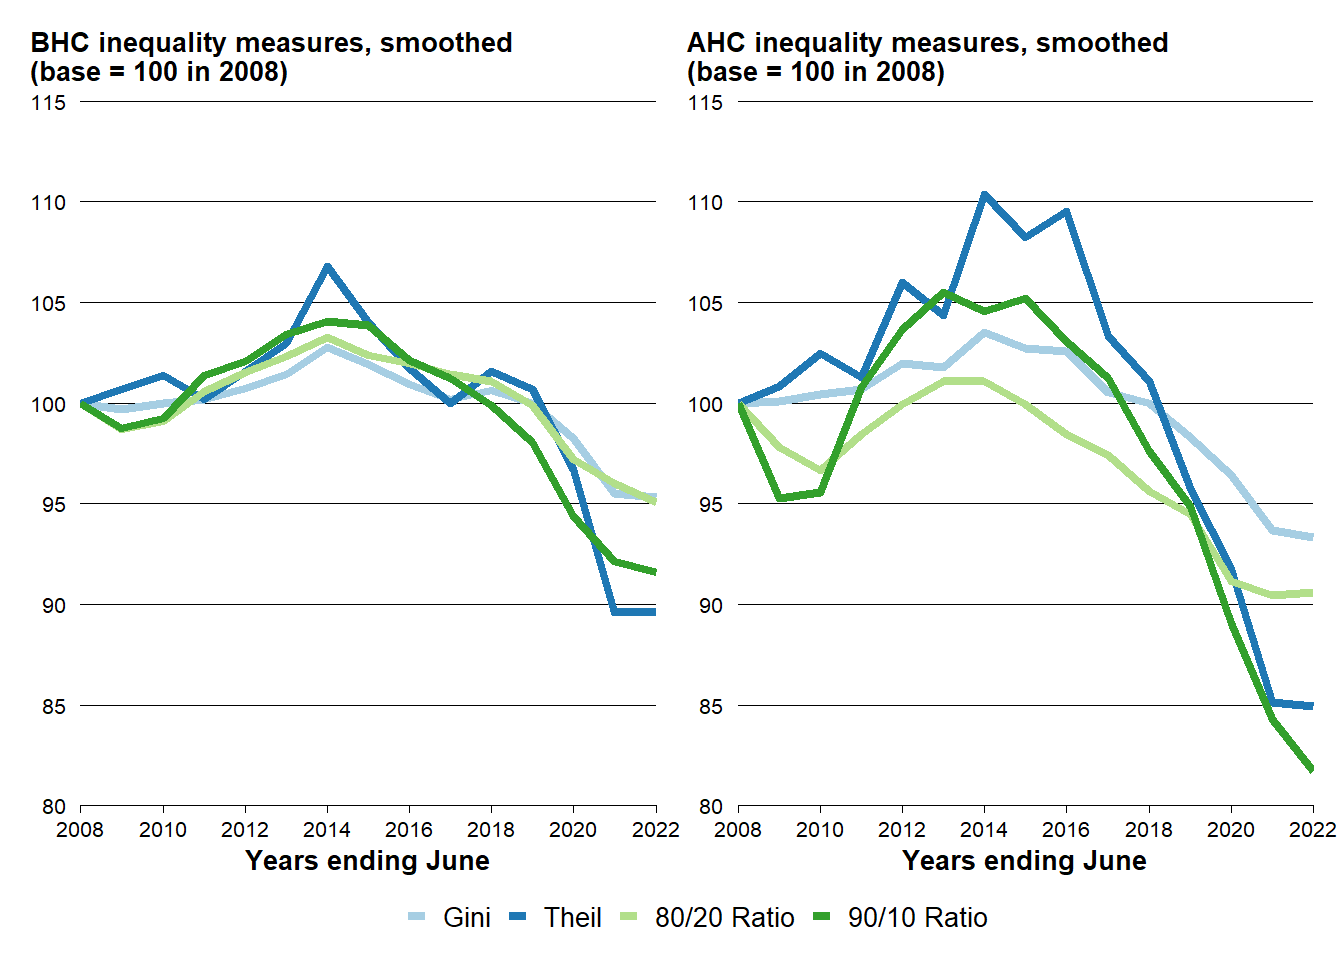 BHC inequality measures, smoothed
(base = 100 in 2008)
115
110
105
100
95
90
85
80
2008 2010 2012 2014 2016 2018 2020 2022
Years ending June
AHC inequality measures, smoothed
(base = 100 in 2008)
115
110
105
100
95
90
85
80
2008 2010 2012 2014 2016 2018 2020 2022
Years ending June
Gini Theil 80/20 Ratio 90/10 Ratio